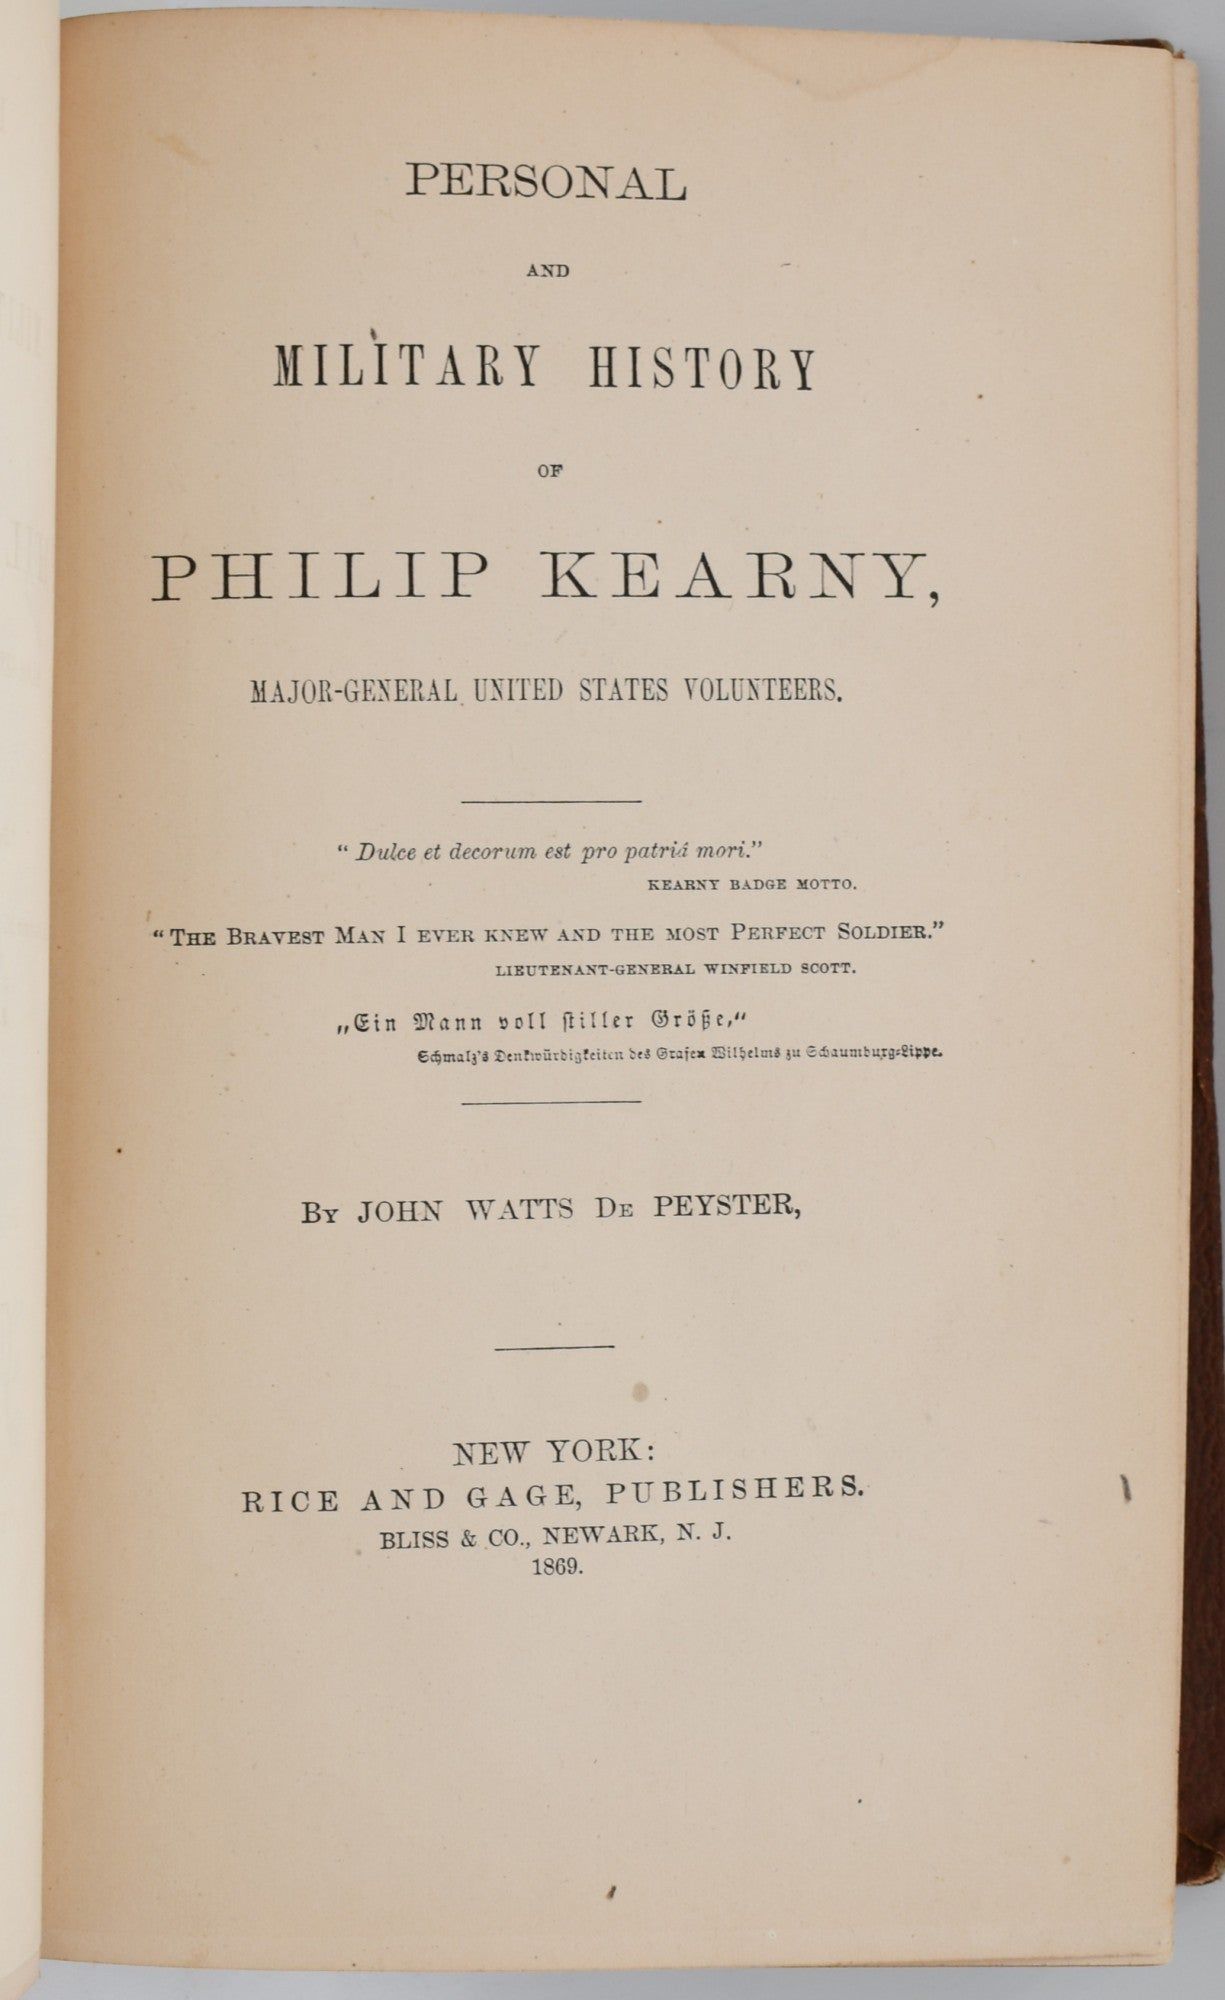 PERSONAL
AND
MILITARY HISTORY
OF
PHILIP KEARNY,
MAJOR-GENERAL UNITED STATES VOLUNTEERS.
“Dulce et decorum est pro patriâ mori.”
KEARNY BADGE MOTTO.
“THE BRAVEST MAN I EVER KNEW AND THE MOST PERFECT SOLDIER.”
LIEUTENANT-GENERAL WINFIELD SCOTT.
„Ein Mann voll stiller Größe,“
Schmalz's Denkwürdigkeiten des Grafen Wilhelms zu Schaumburg-Lippe.
BY JOHN WATTS DE PEYSTER,
NEW YORK:
RICE AND GAGE, PUBLISHERS.
BLISS & CO., NEWARK, N. J.
1869.